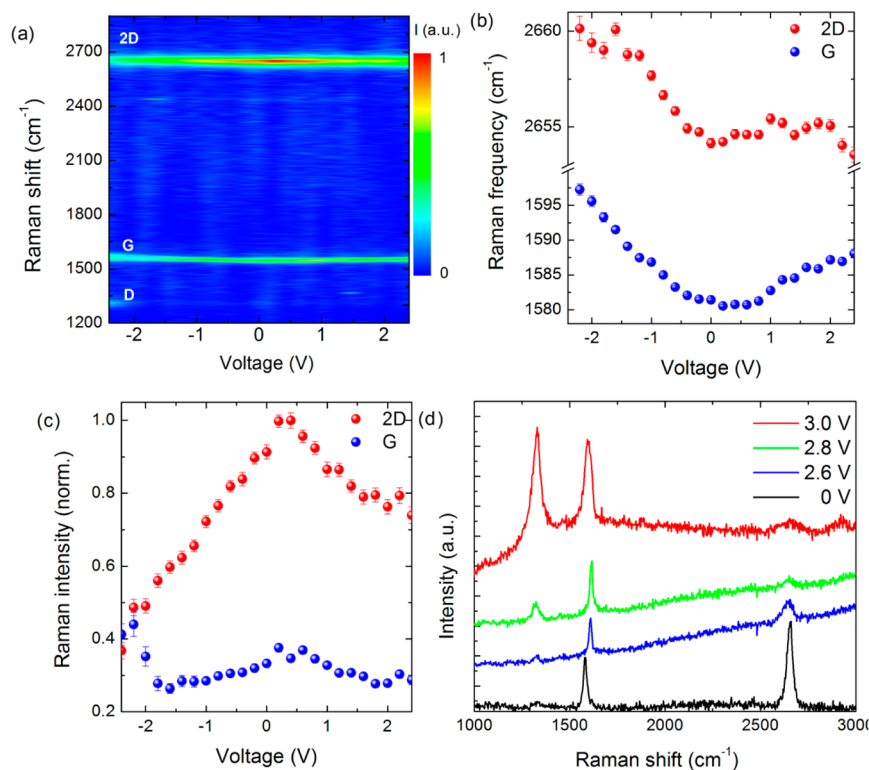 (a)
2D
G
D
2700
2400
2100
1800
1500
1200
Raman shift (cm-1)
-2
-1
0
1
2
Voltage (V)
I (a.u.)
1
0
(b)
2D
G
2660
2655
1595
1590
1585
1580
Raman frequency (cm-1)
-2
-1
0
1
2
Voltage (V)
(c)
2D
G
1.0
0.8
0.6
0.4
0.2
Raman intensity (norm.)
-2
-1
0
1
2
Voltage (V)
(d)
3.0 V
2.8 V
2.6 V
0 V
Intensity (a.u.)
1000
1500
2000
2500
3000
Raman shift (cm-1)